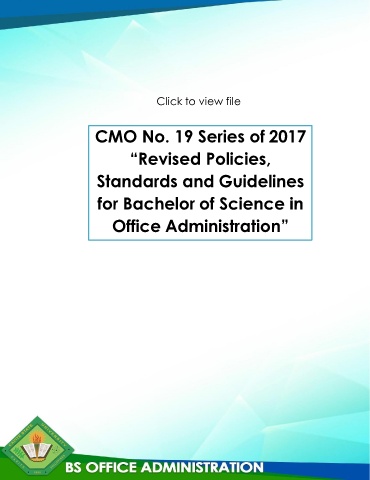 Click to view file
CMO No. 19 Series of 2017
“Revised Policies,
Standards and Guidelines
for Bachelor of Science in
Office Administration”
BS OFFICE ADMINISTRATION